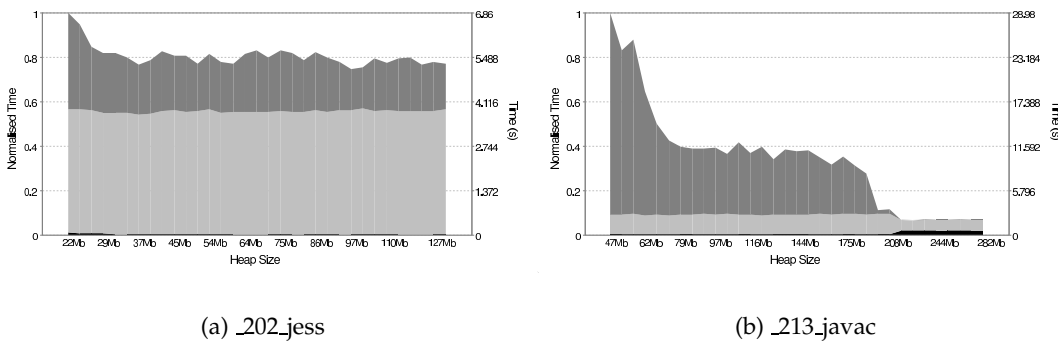 1
0.8
0.6
0.4
0.2
0
Normalised Time
6.86
5.488
4.116
2.744
1.372
0
Time (s)
22Mb 29Mb 37Mb 45Mb 54Mb 64Mb 75Mb 86Mb 97Mb 110Mb 127Mb
Heap Size
(a) _202_jess
1
0.8
0.6
0.4
0.2
0
Normalised Time
28.98
23.184
17.388
11.592
5.796
0
Time (s)
47Mb 62Mb 79Mb 97Mb 116Mb 144Mb 175Mb 208Mb 244Mb 282Mb
Heap Size
(b) _213_javac